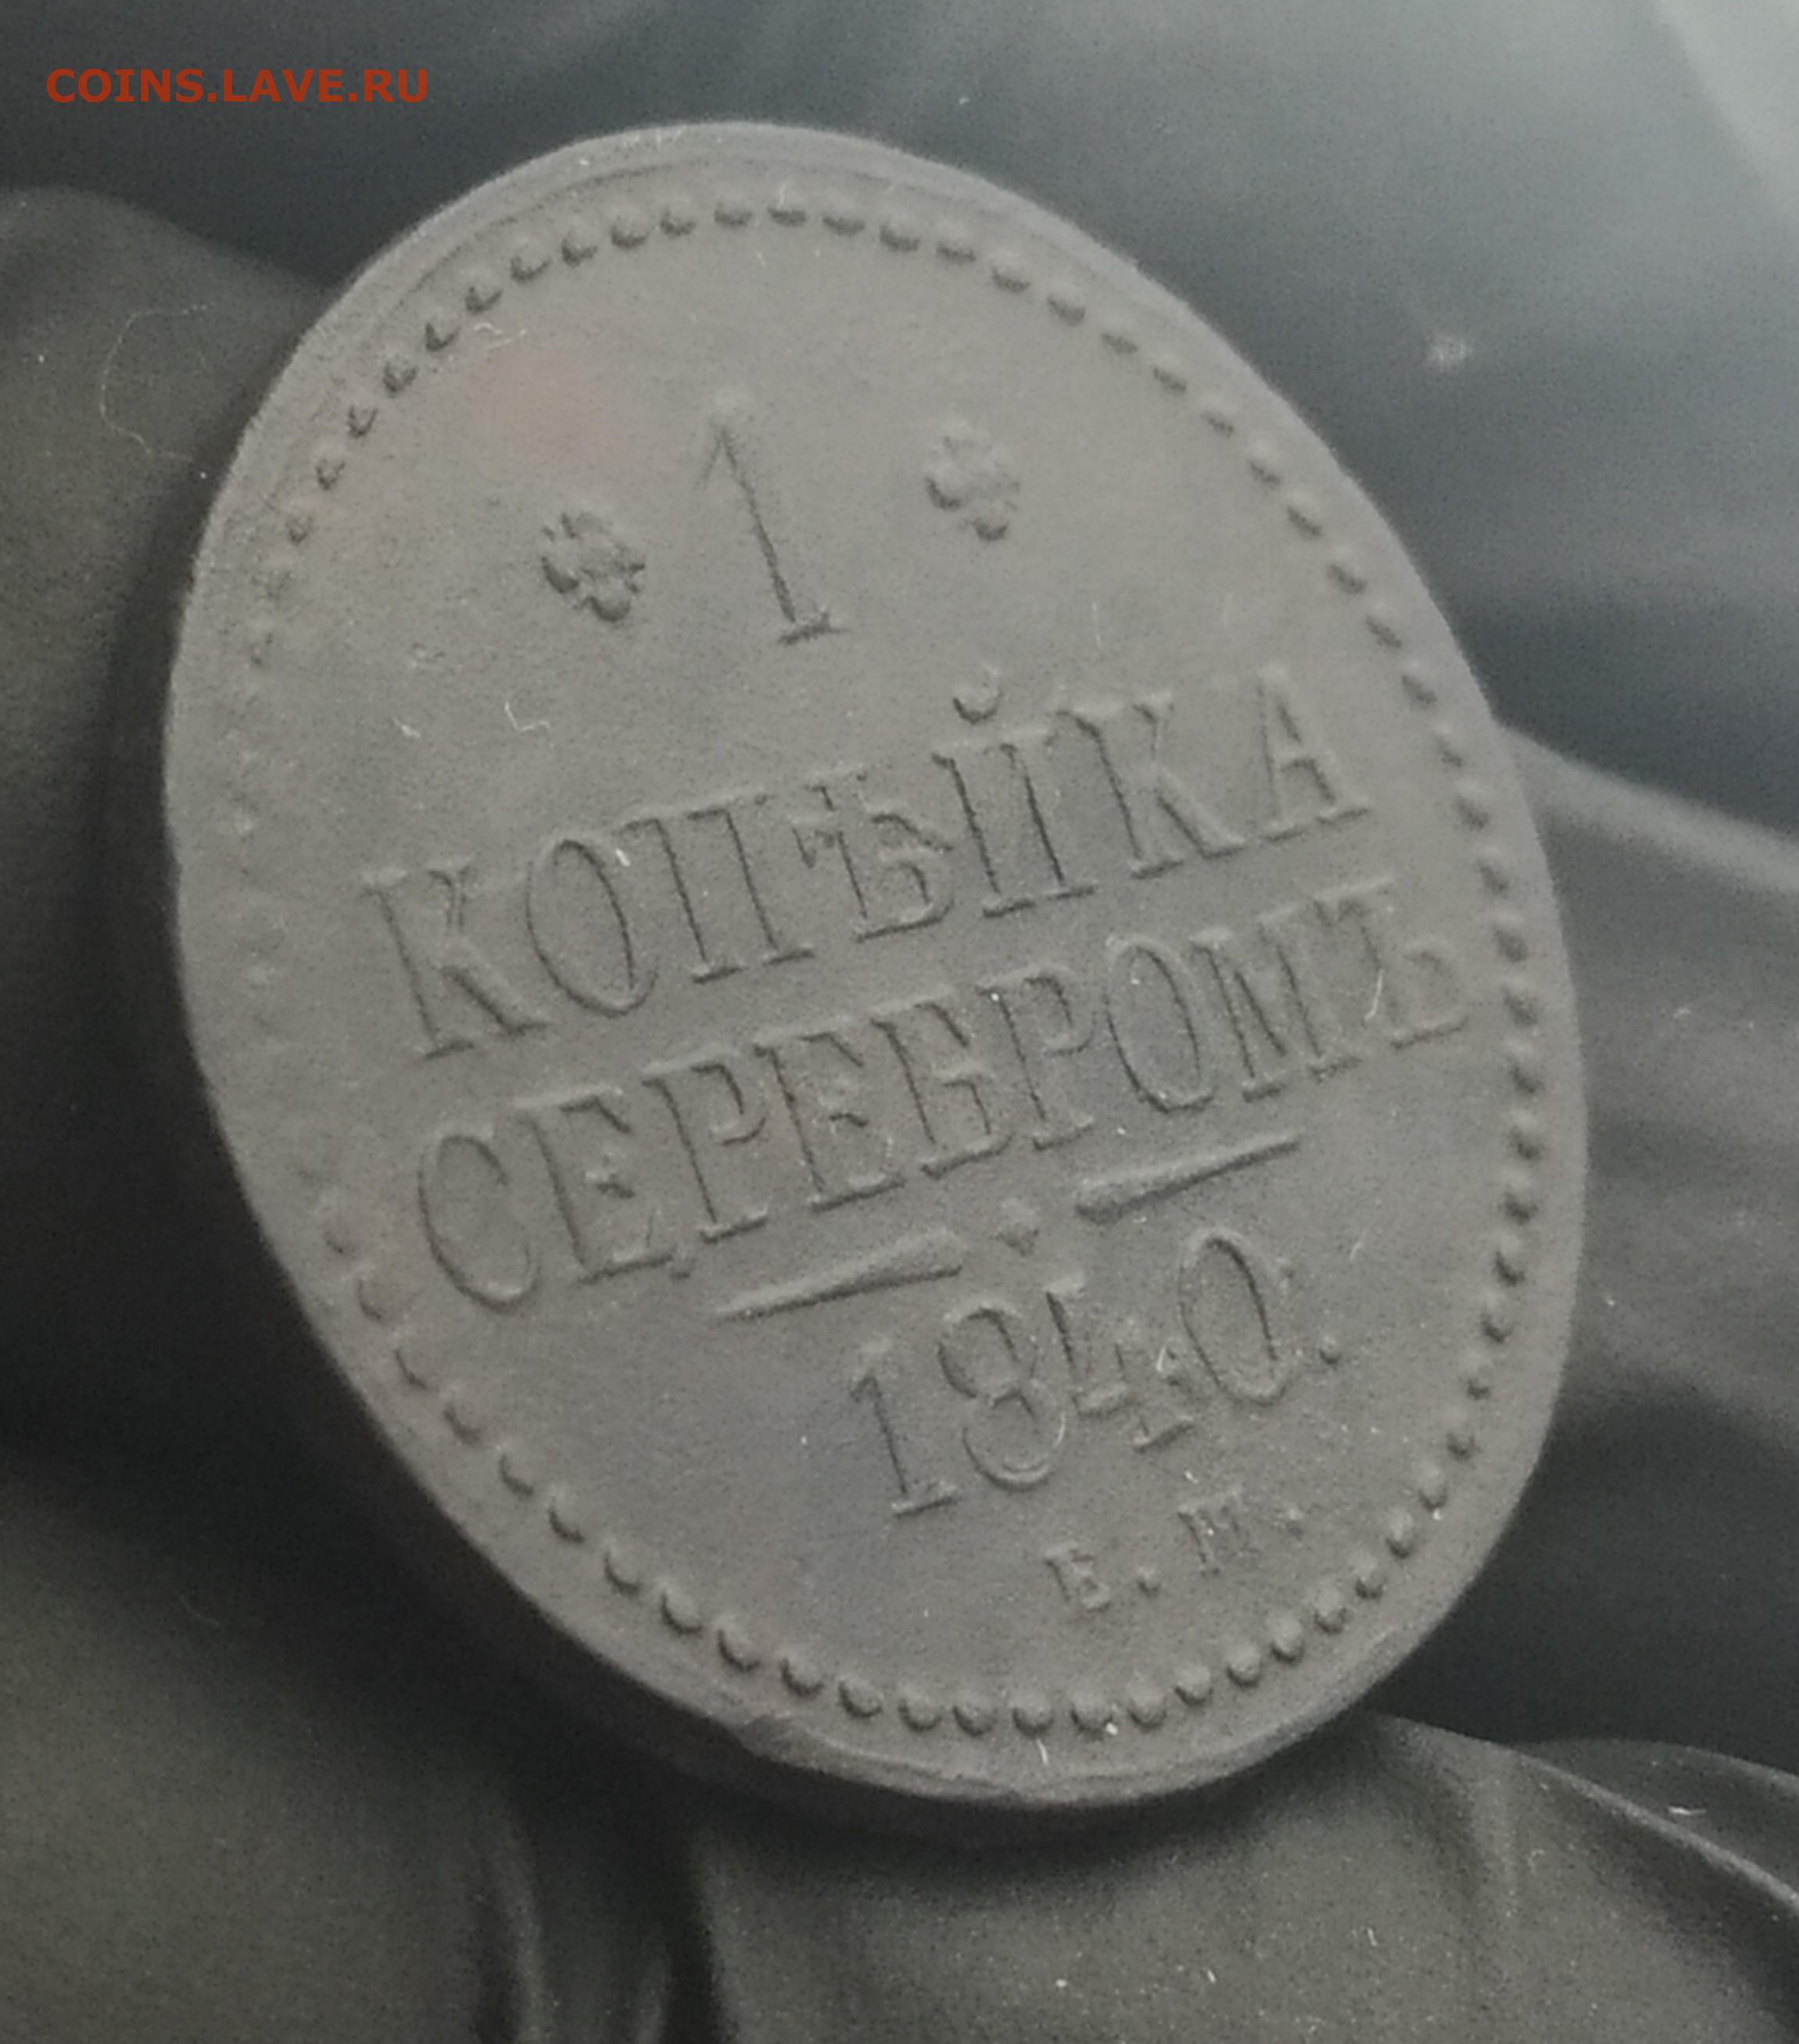 COINS.LAVE.RU
1
КОПѢЙКА
СЕРЕБРОМЪ
1840.
Е. М.